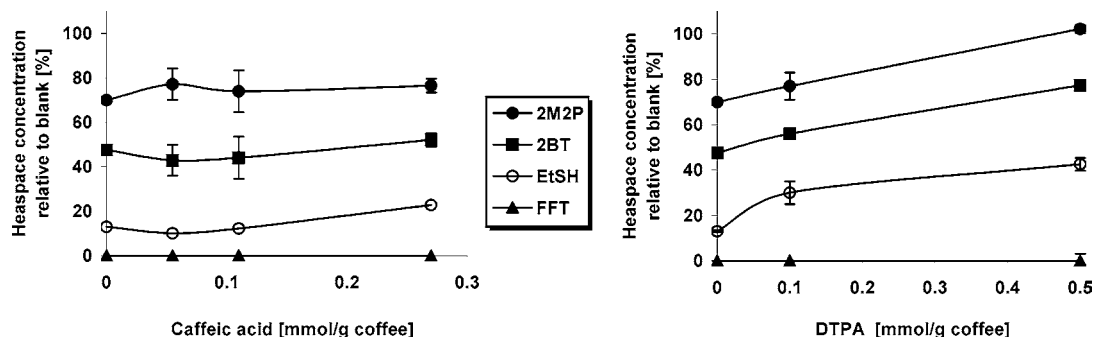 Heaspace concentration
relative to blank [%]
100
80
60
40
20
0
0
0.1
0.2
0.3
Caffeic acid [mmol/g coffee]
2M2P
2BT
EtSH
FFT
Heaspace concentration
relative to blank [%]
100
80
60
40
20
0
0
0.1
0.2
0.3
0.4
0.5
DTPA [mmol/g coffee]